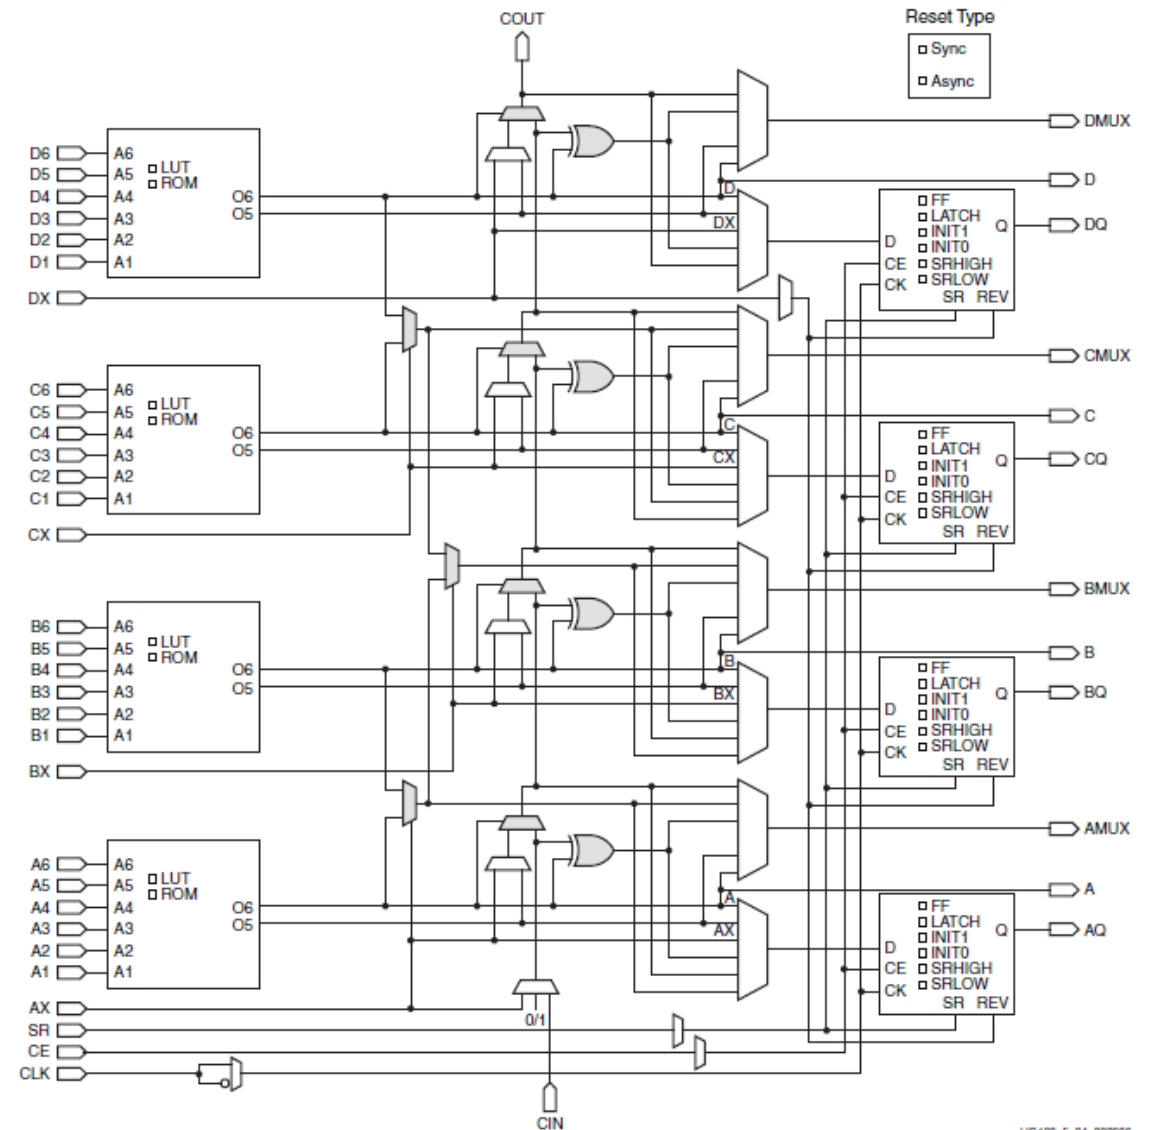 COUT
Reset Type
Sync
Async
DMUX
D
DQ
D6
D5
D4
D3
D2
D1
A6
A5
A4
A3
A2
A1
LUT
ROM
O6
O5
D
DX
DX
FF
LATCH
INIT1
INIT0
SRHIGH
SRLOW
D
CE
CK
Q
SR REV
CMUX
C
CQ
C6
C5
C4
C3
C2
C1
A6
A5
A4
A3
A2
A1
LUT
ROM
O6
O5
C
CX
CX
FF
LATCH
INIT1
INIT0
SRHIGH
SRLOW
D
CE
CK
Q
SR REV
BMUX
B
BQ
B6
B5
B4
B3
B2
B1
A6
A5
A4
A3
A2
A1
LUT
ROM
O6
O5
B
BX
BX
FF
LATCH
INIT1
INIT0
SRHIGH
SRLOW
D
CE
CK
Q
SR REV
AMUX
A
AQ
A6
A5
A4
A3
A2
A1
A6
A5
A4
A3
A2
A1
LUT
ROM
O6
O5
A
AX
AX
FF
LATCH
INIT1
INIT0
SRHIGH
SRLOW
D
CE
CK
Q
SR REV
0/1
SR
CE
CLK
CIN